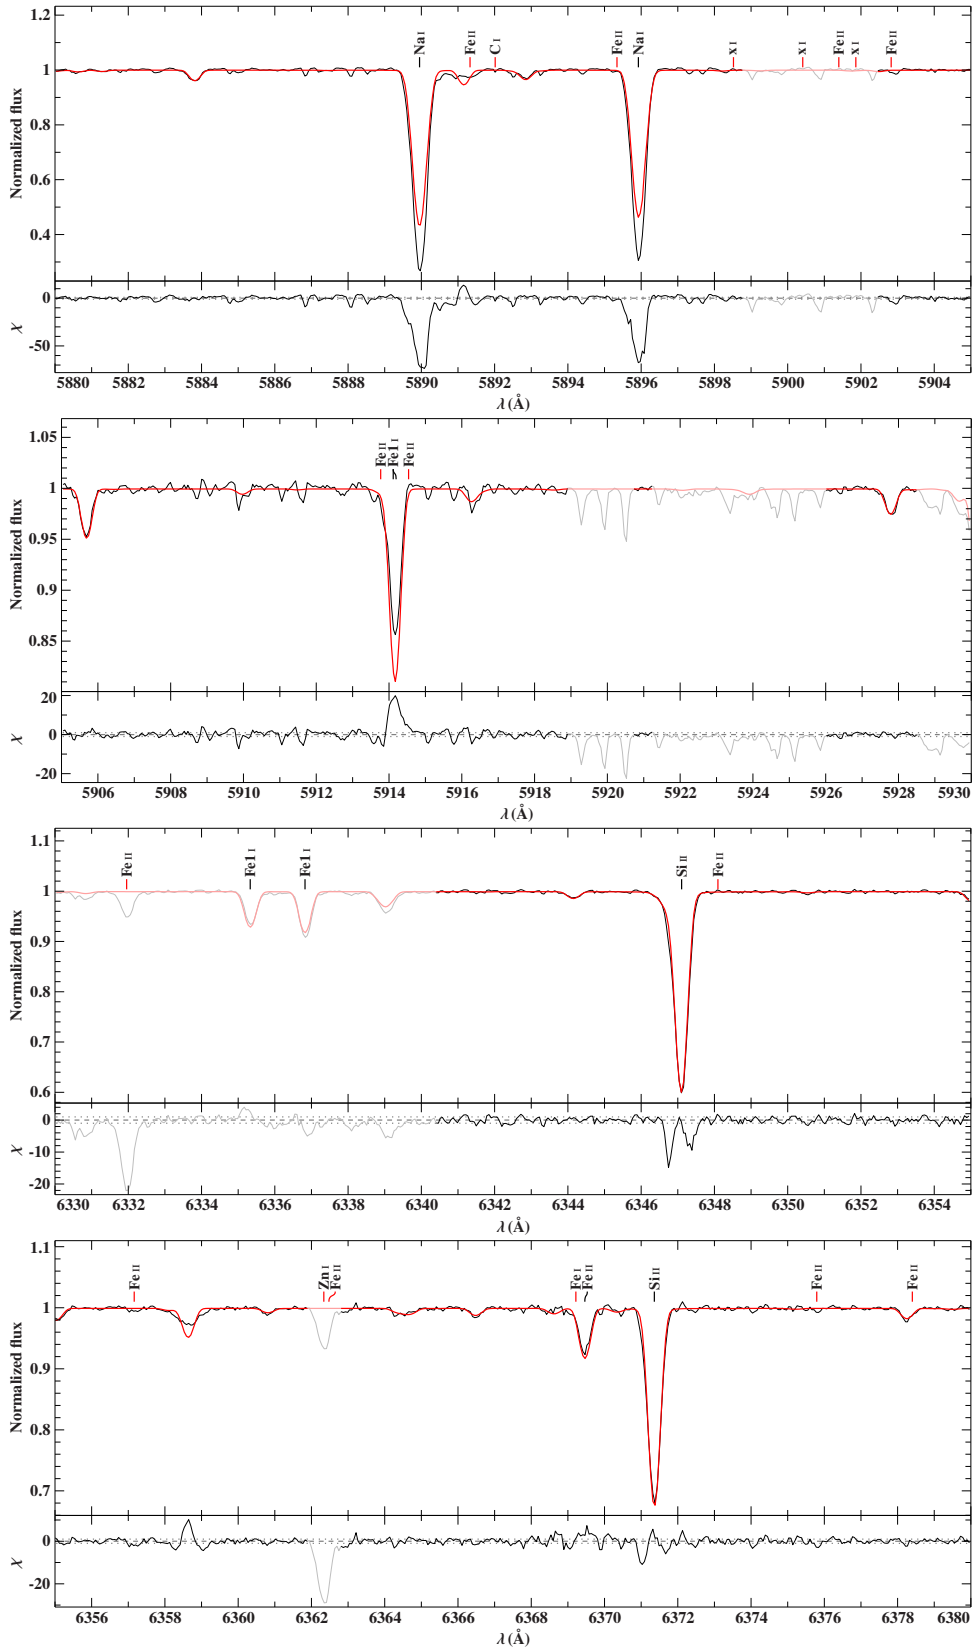 Na I Fe II C I Fe II Na I x I x I Fe II x I Fe II
1.2
1
0.8
0.6
0.4
Normalized flux
0
-50
χ
5880 5882 5884 5886 5888 5890 5892 5894 5896 5898 5900 5902 5904
λ (Å)
Fe II Fe1 I Fe II
1.05
1
0.95
0.9
0.85
Normalized flux
20
0
-20
χ
5906 5908 5910 5912 5914 5916 5918 5920 5922 5924 5926 5928 5930
λ (Å)
Fe II Fe1 I Fe1 I Si II Fe II
1.1
1
0.9
0.8
0.7
0.6
Normalized flux
0
-10
-20
χ
6330 6332 6334 6336 6338 6340 6342 6344 6346 6348 6350 6352 6354
λ (Å)
Fe II Zn I Fe II Fe I Fe II Si II Fe II Fe II
1.1
1
0.9
0.8
0.7
Normalized flux
0
-20
χ
6356 6358 6360 6362 6364 6366 6368 6370 6372 6374 6376 6378 6380
λ (Å)